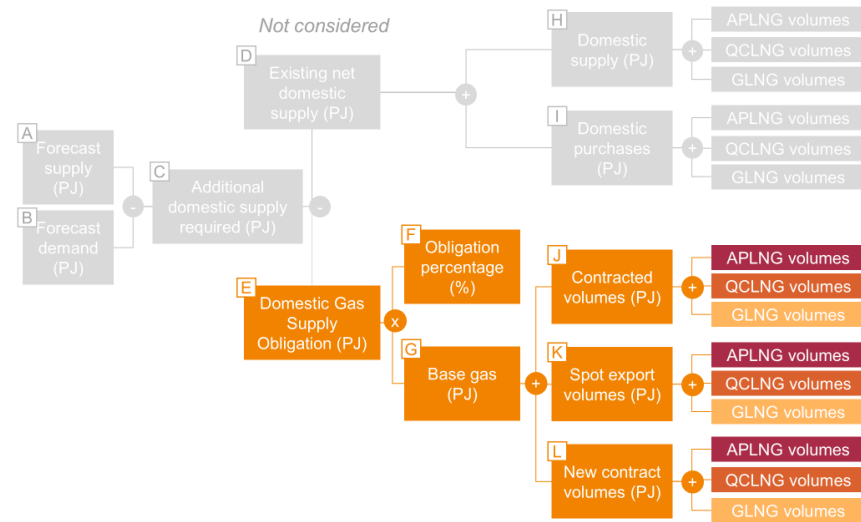 Not considered
A
Forecast
supply
(PJ)
B
Forecast
demand
(PJ)
-
C
Additional
domestic supply
required (PJ)
-
D
Existing net
domestic
supply (PJ)
+
H
Domestic
supply (PJ)
+
APLNG volumes
QCLNG volumes
GLNG volumes
I
Domestic
purchases
(PJ)
+
APLNG volumes
QCLNG volumes
GLNG volumes
E
Domestic Gas
Supply
Obligation (PJ)
x
F
Obligation
percentage
(%)
G
Base gas
(PJ)
+
J
Contracted
volumes (PJ)
+
APLNG volumes
QCLNG volumes
GLNG volumes
K
Spot export
volumes (PJ)
+
APLNG volumes
QCLNG volumes
GLNG volumes
L
New contract
volumes (PJ)
+
APLNG volumes
QCLNG volumes
GLNG volumes